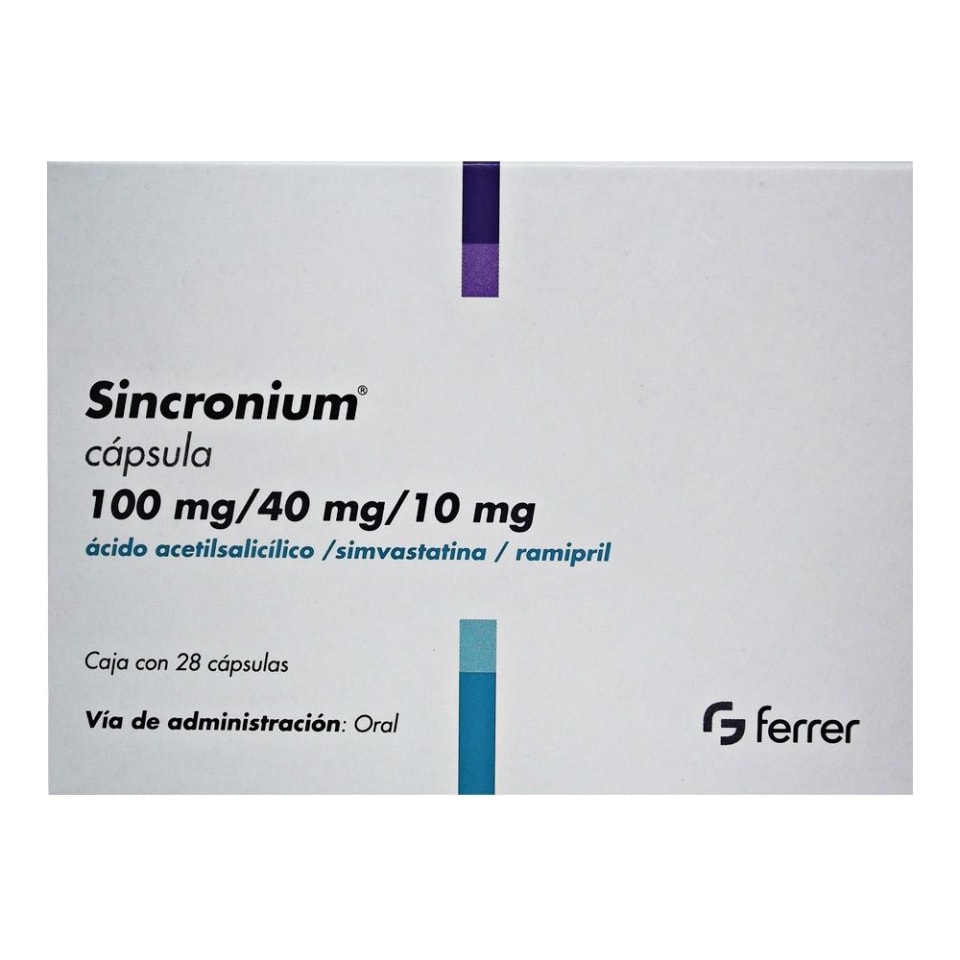 Sincronium®
cápsula
100 mg/40 mg/10 mg
ácido acetilsalicílico /simvastatina / ramipril
Caja con 28 cápsulas
Vía de administración: Oral
ferrer